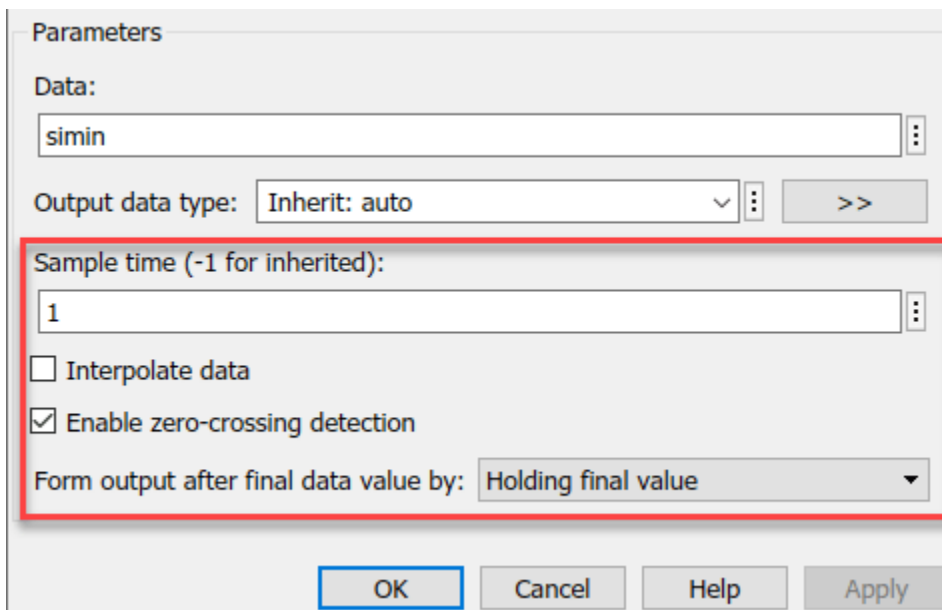 Parameters
Data:
simin
Output data type: Inherit: auto >>
Sample time (-1 for inherited):
1
Interpolate data
Enable zero-crossing detection
Form output after final data value by: Holding final value
OK Cancel Help Apply